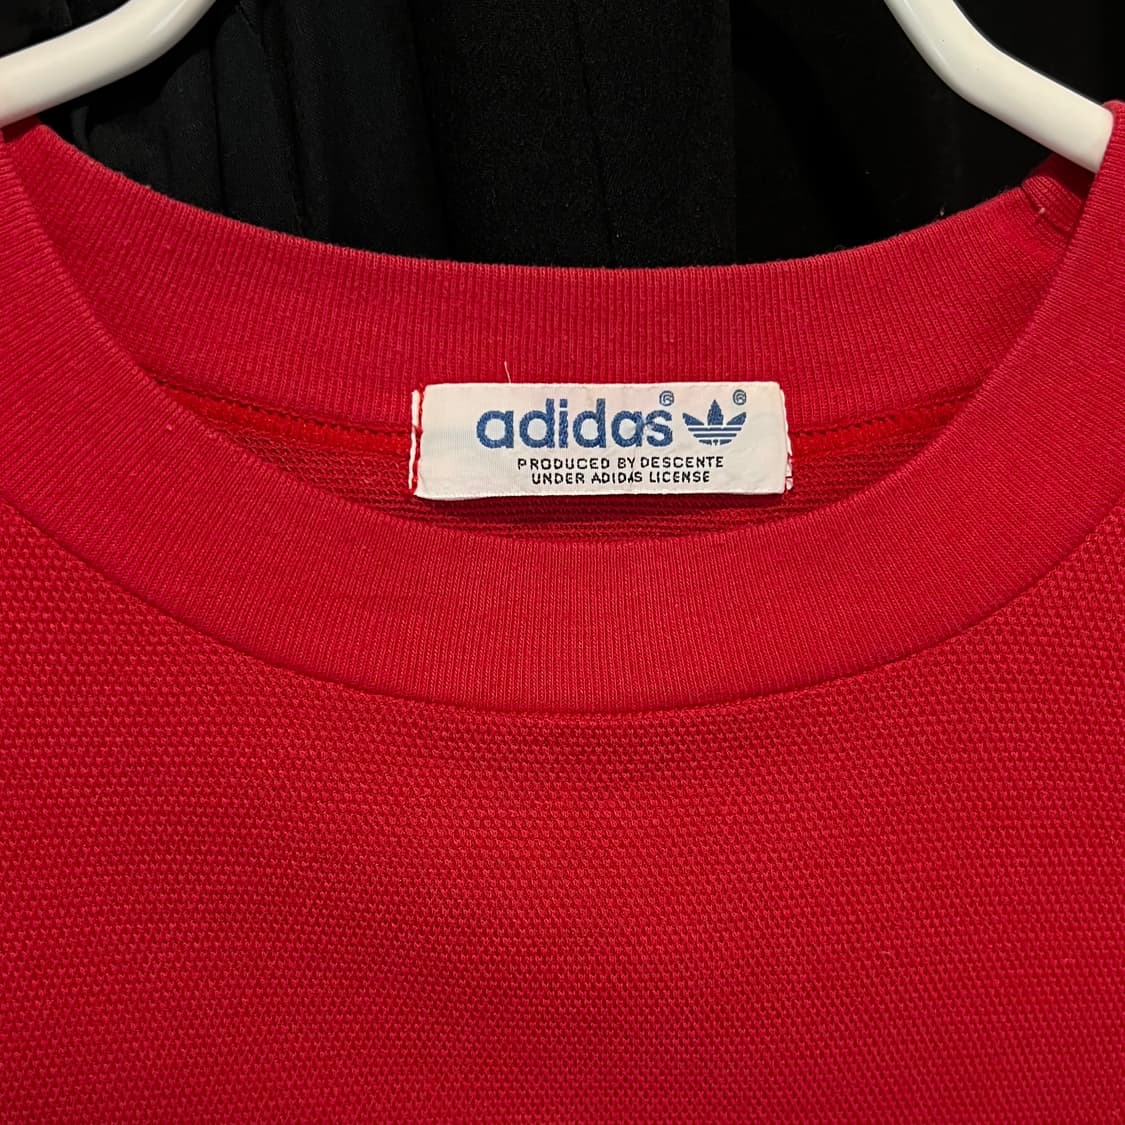 adidas® ®
PRODUCED BY DESCENTE
UNDER ADIDAS LICENSE